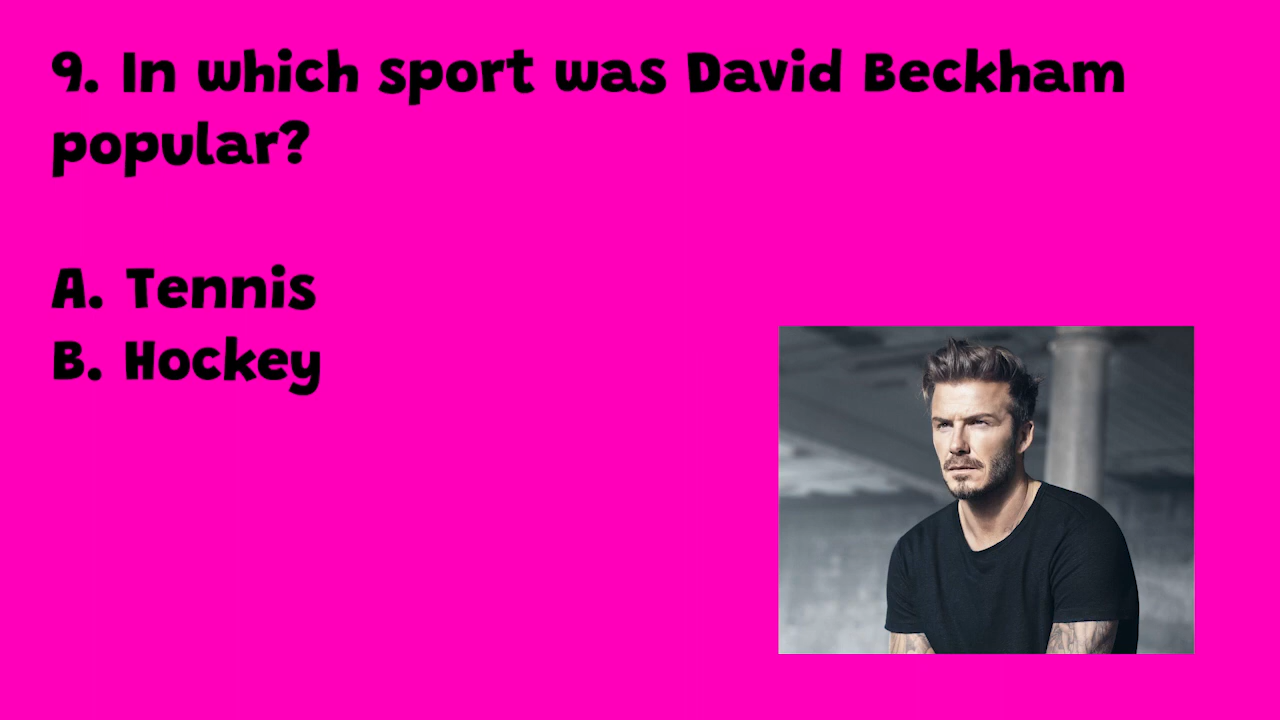 9. In which sport was David Beckham
popular?
A. Tennis
B. Hockey